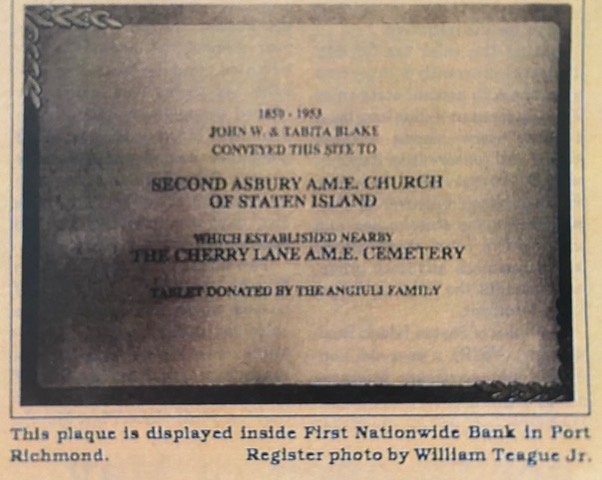 1850 - 1953
JOHN W. & TABITA BLAKE
CONVEYED THIS SITE TO
SECOND ASBURY A.M.E. CHURCH
OF STATEN ISLAND
WHICH ESTABLISHED NEARBY
THE CHERRY LANE A.M.E. CEMETERY
TABLET DONATED BY THE ANGIULI FAMILY
This plaque is displayed inside First Nationwide Bank in Port
Richmond. Register photo by William Teague Jr.